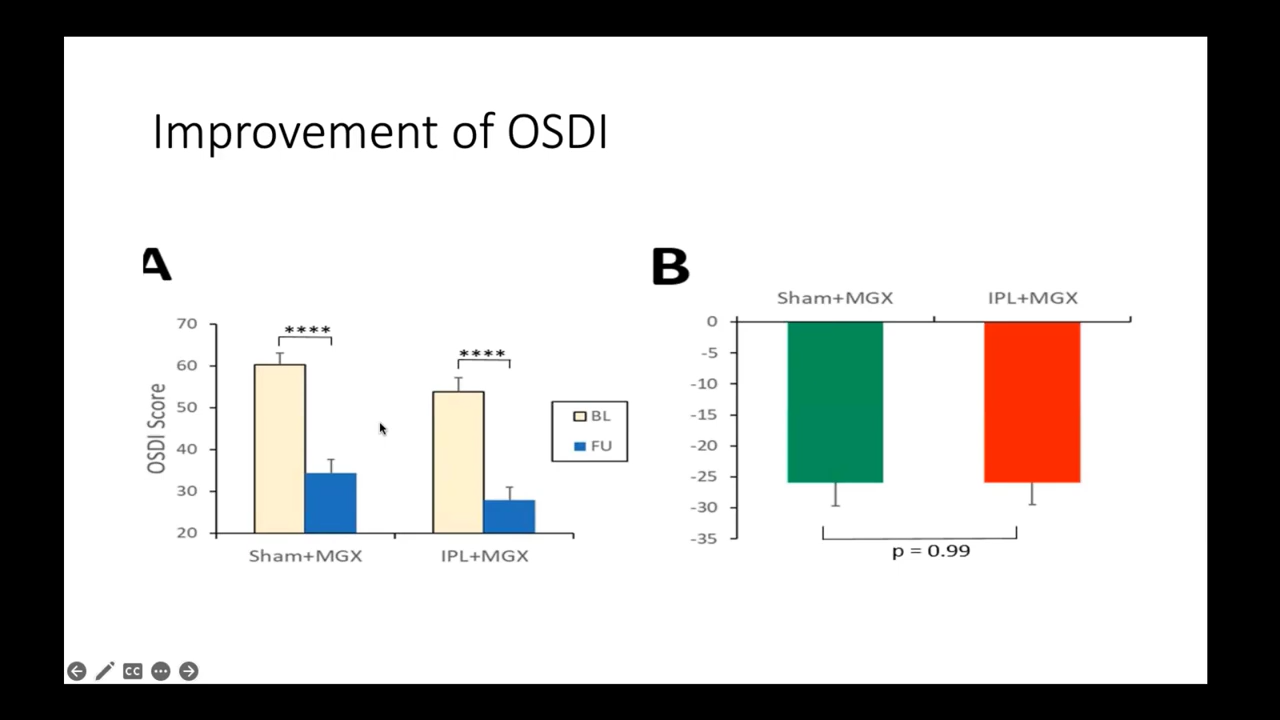 Improvement of OSDI
A
B
70
60
50
40
30
20
OSDI Score
****
****
BL
FU
Sham+MGX
IPL+MGX
Sham+MGX
IPL+MGX
0
-5
-10
-15
-20
-25
-30
-35
p = 0.99
CC